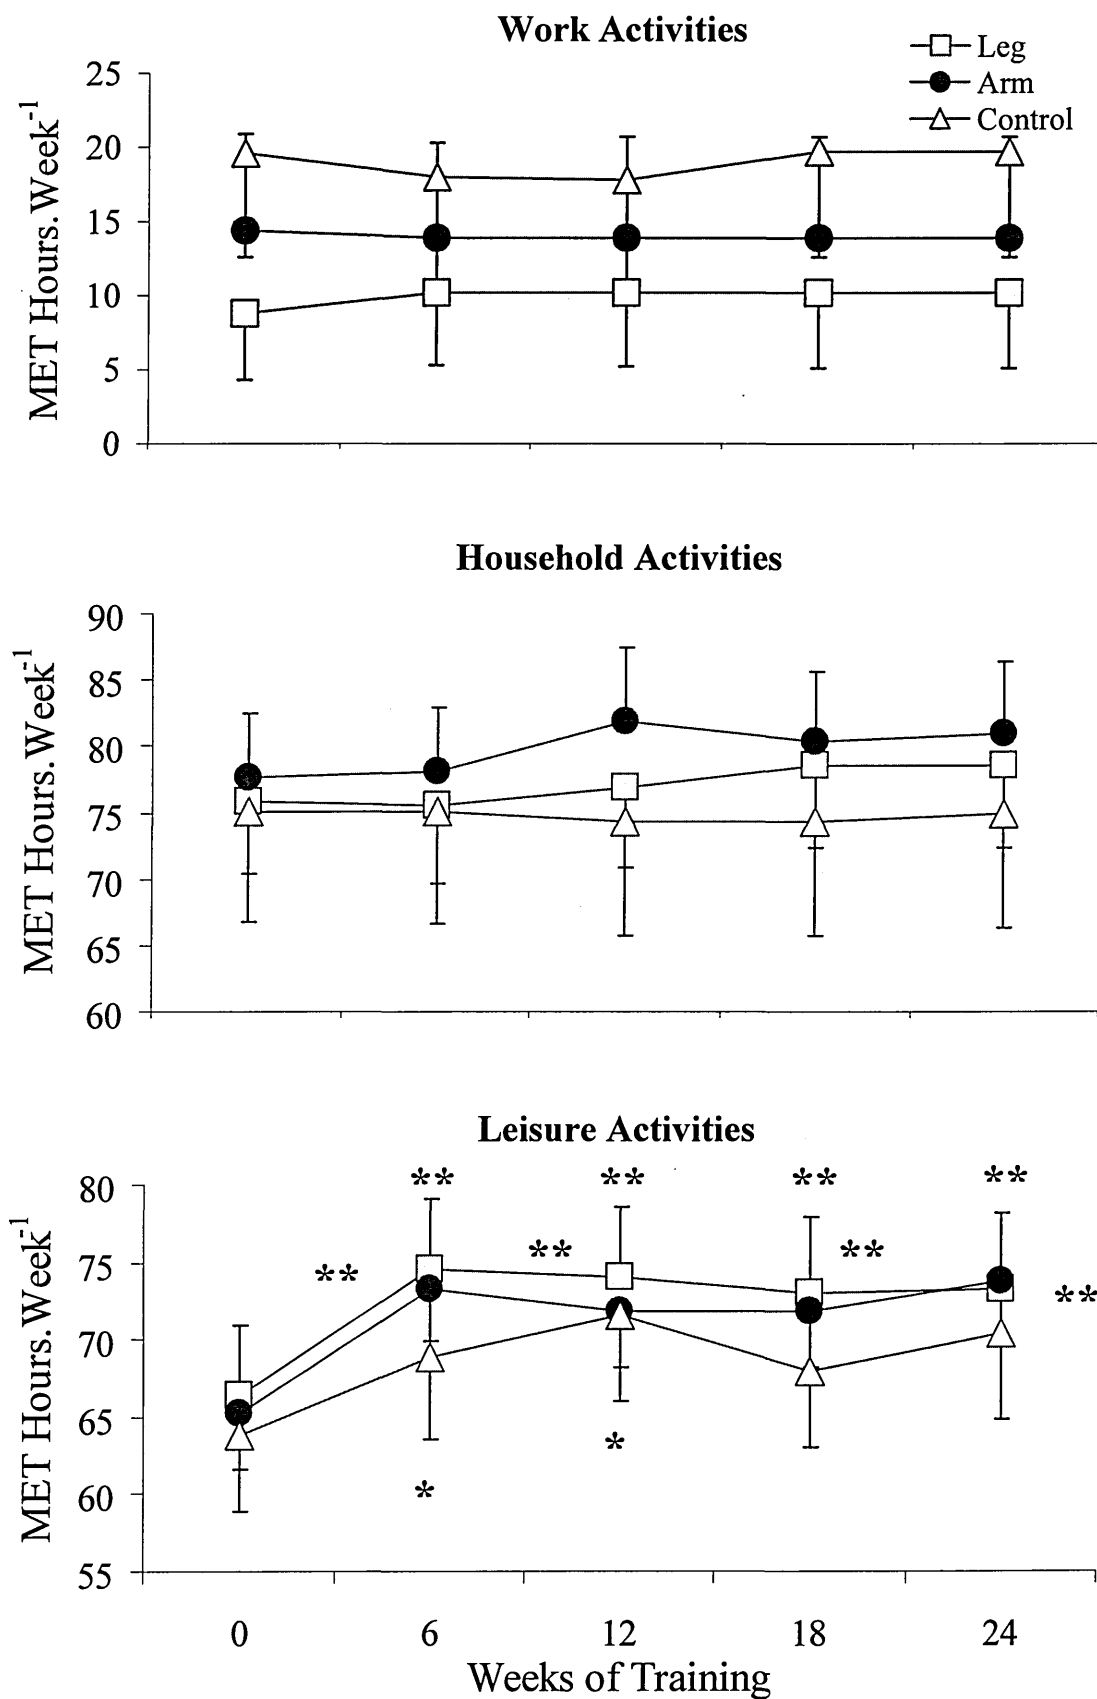 Work Activities
Leg
Arm
Control
25
20
15
10
5
0
MET Hours.Week-1
Household Activities
90
85
80
75
70
65
60
MET Hours.Week-1
Leisure Activities
** ** ** **
80
75
70
65
60
55
** ** ** **
* *
MET Hours.Week-1
0 6 12 18 24
Weeks of Training